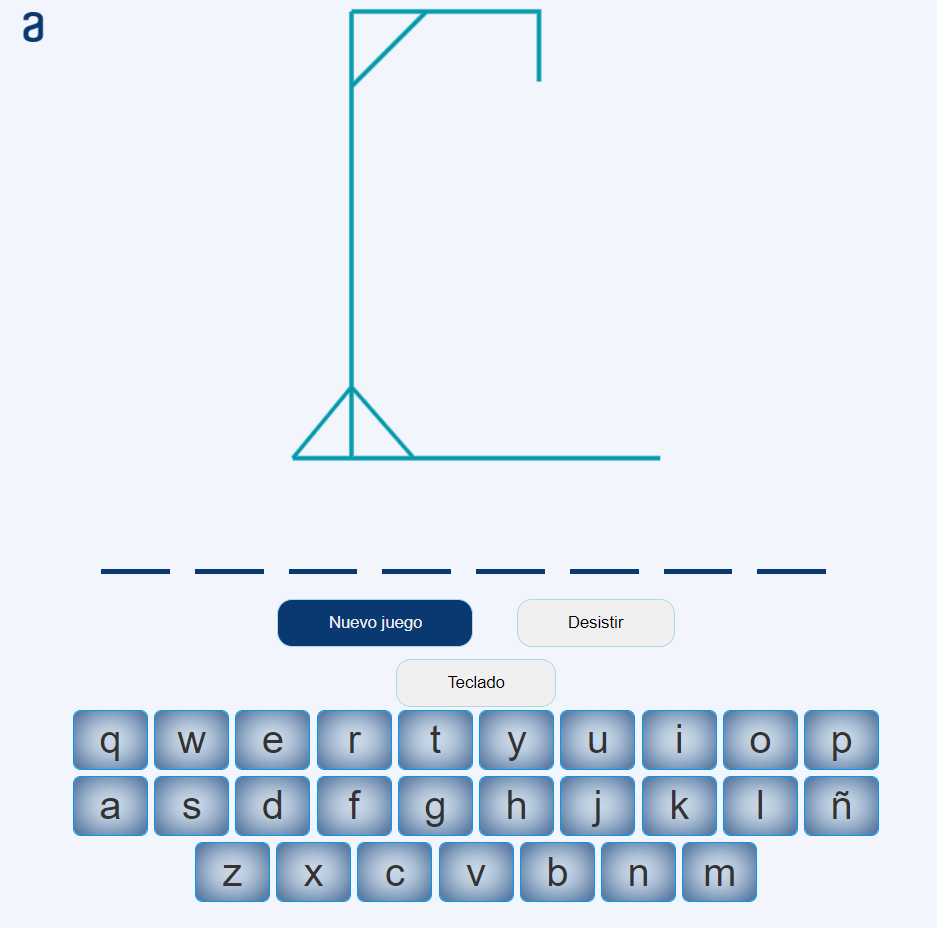 a
Nuevo juego Desistir
Teclado
q w e r t y u i o p
a s d f g h j k l ñ
z x c v b n m